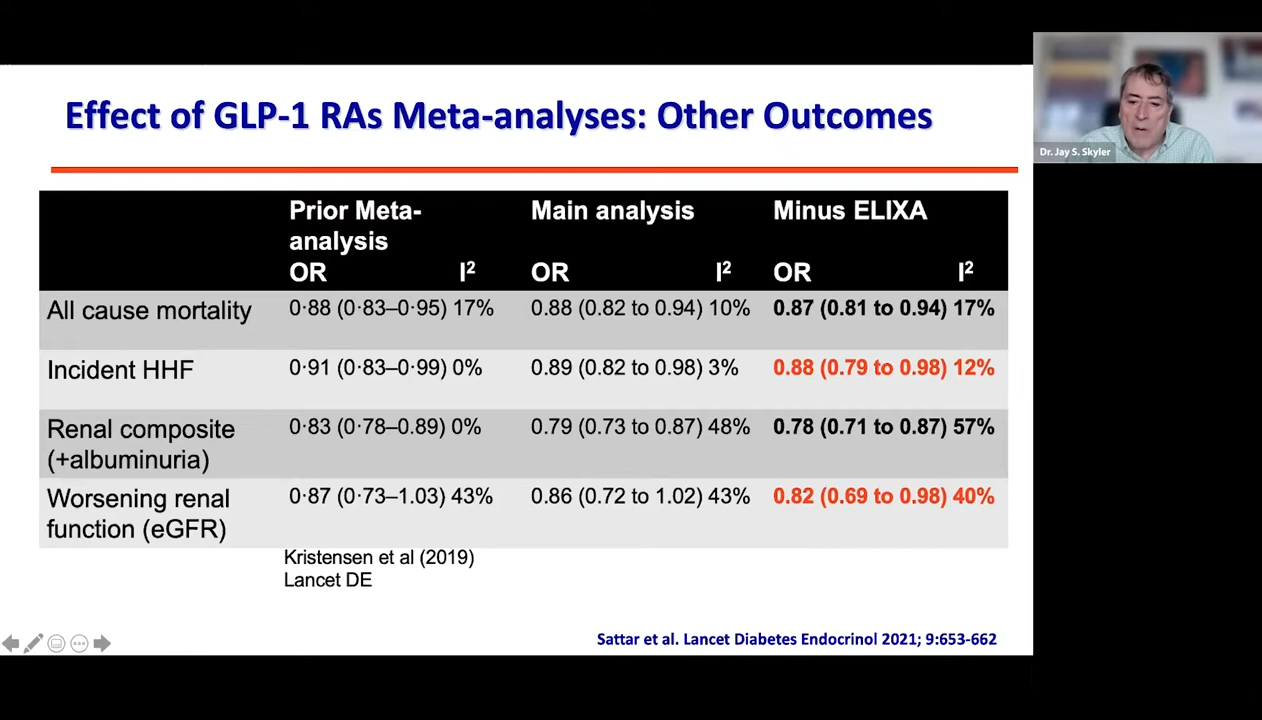 Effect of GLP-1 RAs Meta-analyses: Other Outcomes
Dr. Jay S. Skyler
Prior Meta-
analysis
Main analysis
Minus ELIXA
OR I² OR I² OR I²
All cause mortality 0·88 (0·83–0·95) 17% 0.88 (0.82 to 0.94) 10% 0.87 (0.81 to 0.94) 17%
Incident HHF 0·91 (0·83–0·99) 0% 0.89 (0.82 to 0.98) 3% 0.88 (0.79 to 0.98) 12%
Renal composite 0·83 (0·78–0·89) 0% 0.79 (0.73 to 0.87) 48% 0.78 (0.71 to 0.87) 57%
(+albuminuria)
Worsening renal 0·87 (0·73–1·03) 43% 0.86 (0.72 to 1.02) 43% 0.82 (0.69 to 0.98) 40%
function (eGFR)
Kristensen et al (2019)
Lancet DE
Sattar et al. Lancet Diabetes Endocrinol 2021; 9:653-662